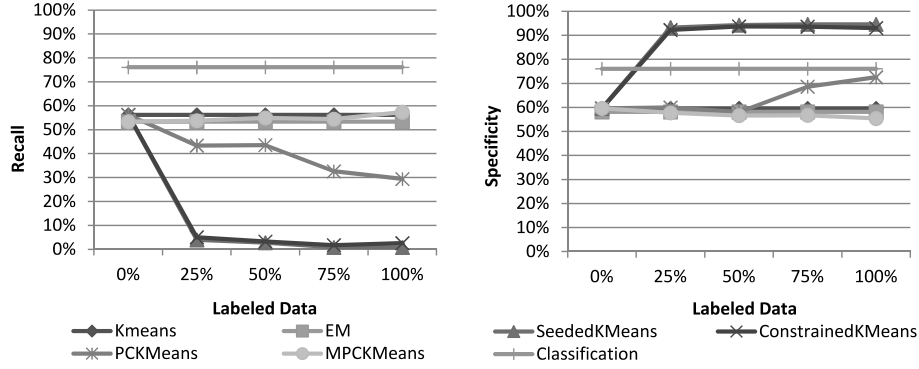 100%
90%
80%
70%
60%
50%
40%
30%
20%
10%
0%
Recall
0% 25% 50% 75% 100%
Labeled Data
Kmeans EM
PCKMeans MPCKMeans
100%
90%
80%
70%
60%
50%
40%
30%
20%
10%
0%
Specificity
0% 25% 50% 75% 100%
Labeled Data
SeededKMeans ConstrainedKMeans
Classification